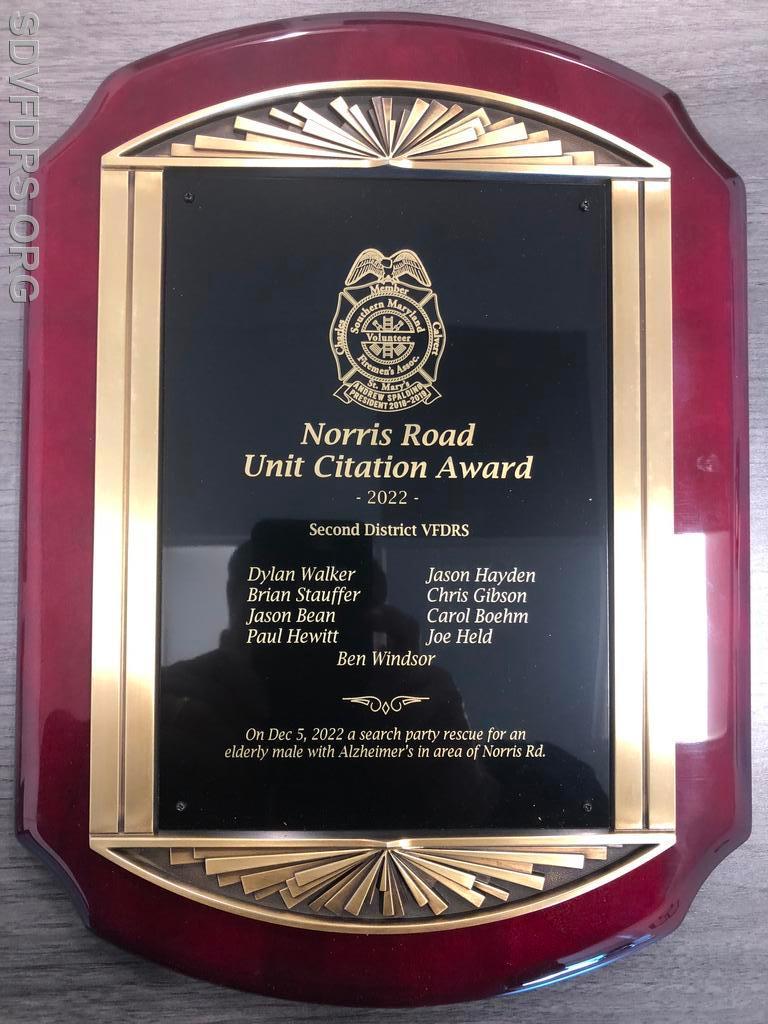 SDVFDRS.ORG
Member
Southern Maryland
Charles
Volunteer
Calvert
Firemen's Assoc.
St. Mary's
ANDREW SPALDING
PRESIDENT 2018-2019
Norris Road
Unit Citation Award
- 2022 -
Second District VFDRS
Dylan Walker Jason Hayden
Brian Stauffer Chris Gibson
Jason Bean Carol Boehm
Paul Hewitt Joe Held
Ben Windsor
On Dec 5, 2022 a search party rescue for an
elderly male with Alzheimer's in area of Norris Rd.